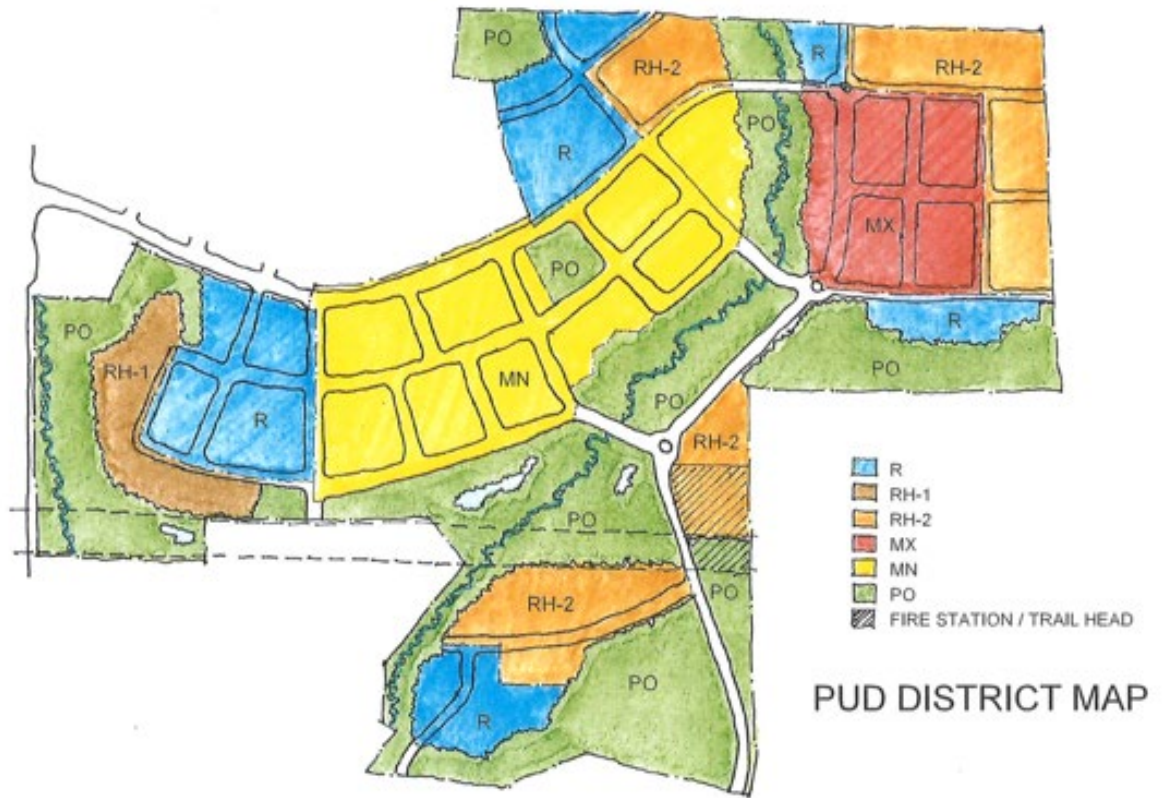 PO
RH-2
R
RH-2
PO
R
MX
PO
PO
RH-1
R
MN
R
PO
PO
RH-2
PO
RH-2
PO
PO
R
R
RH-1
RH-2
MX
MN
PO
FIRE STATION / TRAIL HEAD
PUD DISTRICT MAP